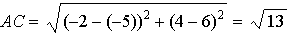 AC = √((−2 − (−5))² + (4 − 6)²) = √13